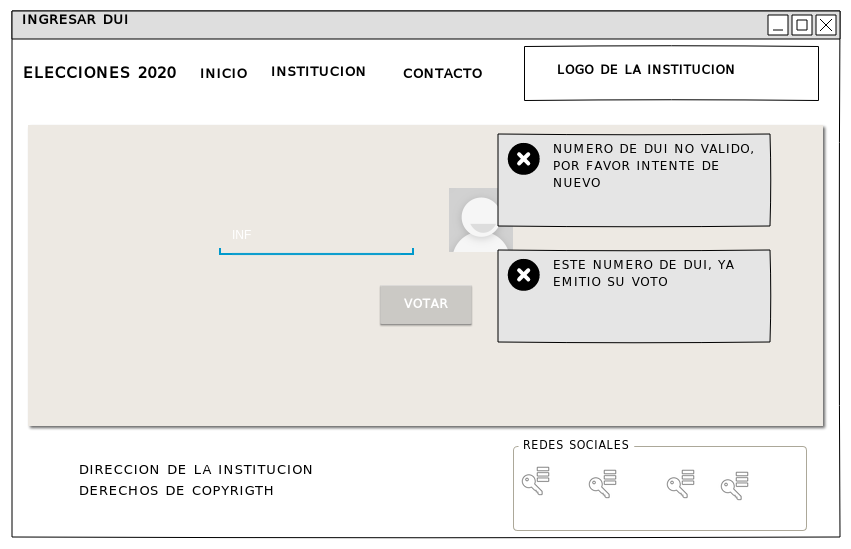 INGRESAR DUI
ELECCIONES 2020
INICIO
INSTITUCION
CONTACTO
LOGO DE LA INSTITUCION
NUMERO DE DUI NO VALIDO,
POR FAVOR INTENTE DE
NUEVO
INF
ESTE NUMERO DE DUI, YA
EMITIO SU VOTO
VOTAR
REDES SOCIALES
DIRECCION DE LA INSTITUCION
DERECHOS DE COPYRIGTH